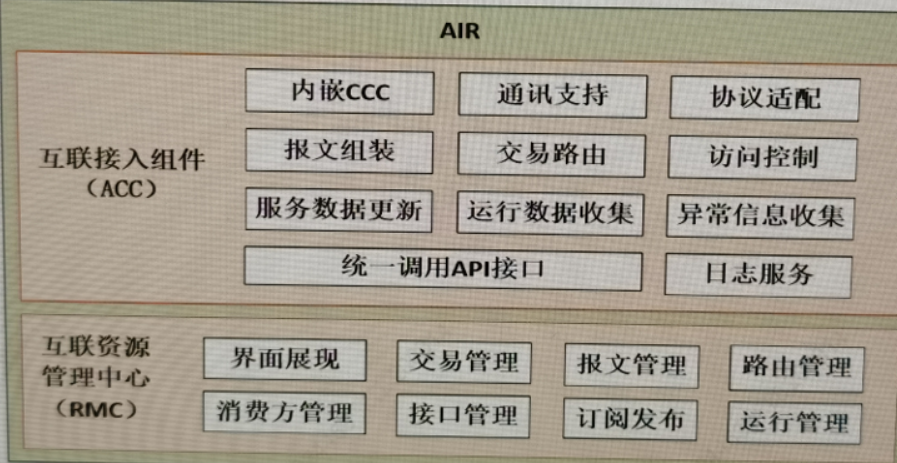 AIR
内嵌CCC
通讯支持
协议适配
互联接入组件
（ACC）
报文组装
交易路由
访问控制
服务数据更新
运行数据收集
异常信息收集
统一调用API接口
日志服务
互联资源
管理中心
（RMC）
界面展现
交易管理
报文管理
路由管理
消费方管理
接口管理
订阅发布
运行管理